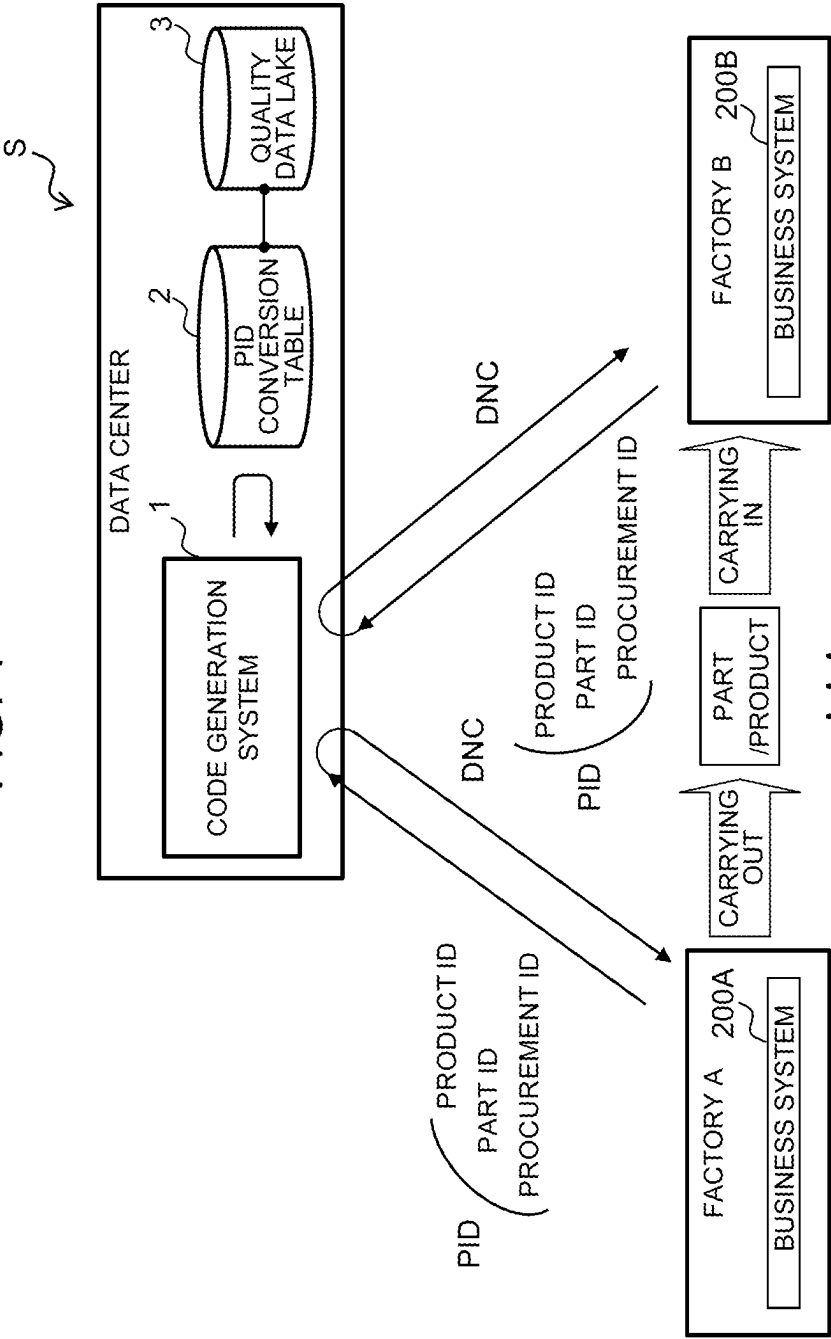 S
DATA CENTER
1
CODE GENERATION
SYSTEM
2
PID
CONVERSION
TABLE
3
QUALITY
DATA LAKE
PID
PRODUCT ID
PART ID
PROCUREMENT ID
DNC
PID
PRODUCT ID
PART ID
PROCUREMENT ID
DNC
FACTORY A
200A
BUSINESS SYSTEM
CARRYING
OUT
PART
/PRODUCT
CARRYING
IN
FACTORY B
200B
BUSINESS SYSTEM